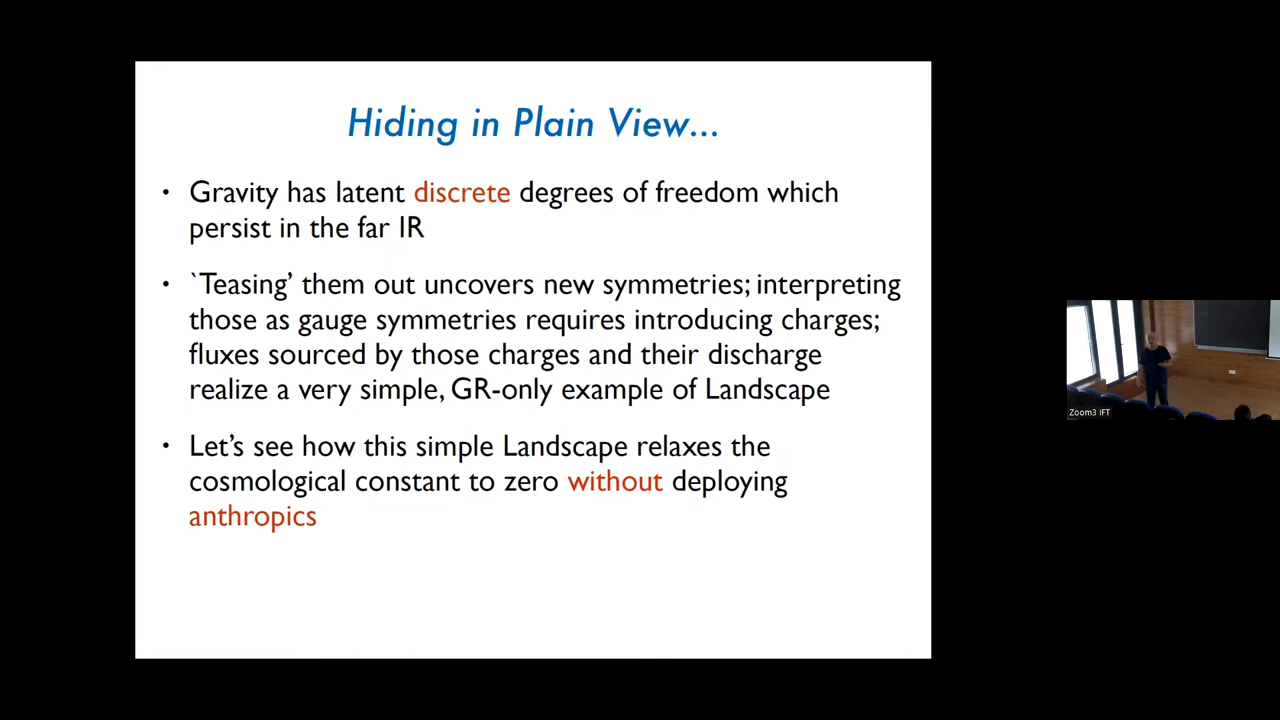 Hiding in Plain View...
• Gravity has latent discrete degrees of freedom which
persist in the far IR
• `Teasing’ them out uncovers new symmetries; interpreting
those as gauge symmetries requires introducing charges;
fluxes sourced by those charges and their discharge
realize a very simple, GR-only example of Landscape
• Let’s see how this simple Landscape relaxes the
cosmological constant to zero without deploying
anthropics
Zoom3 IFT